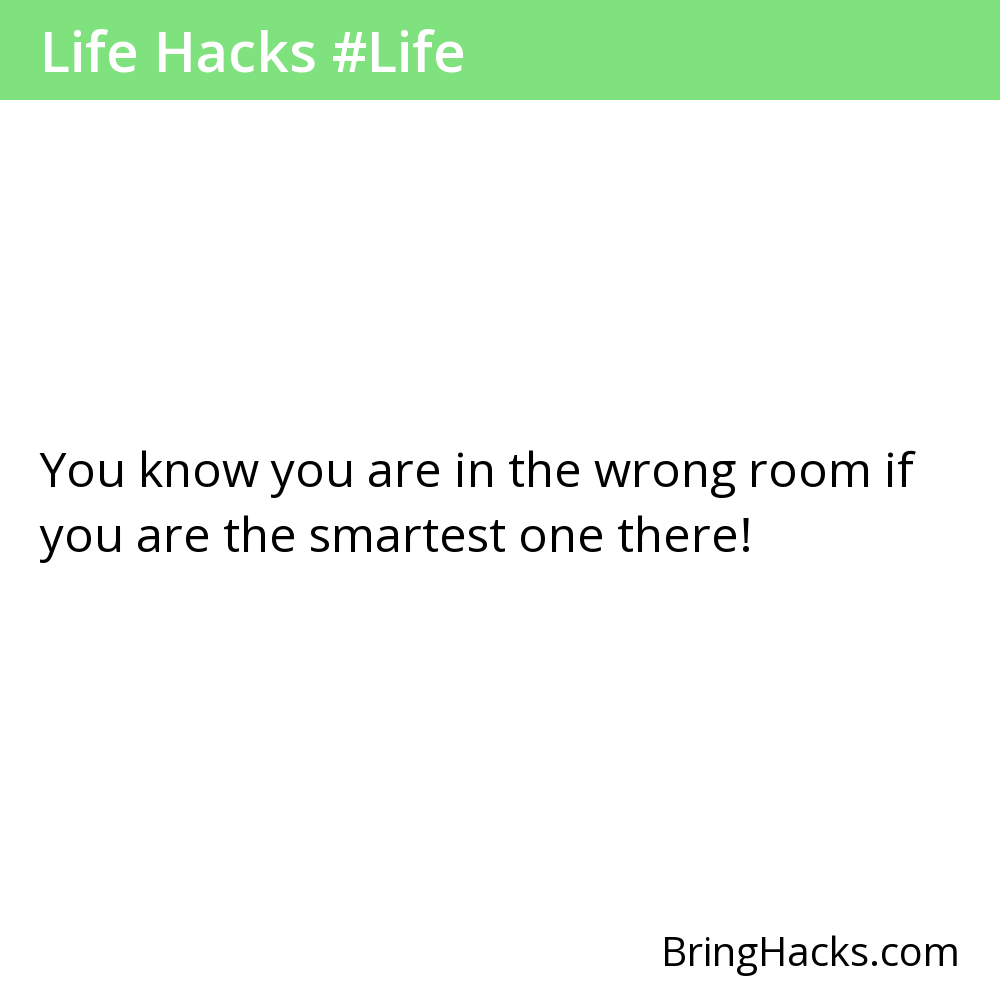 Life Hacks #Life
You know you are in the wrong room if
you are the smartest one there!
BringHacks.com